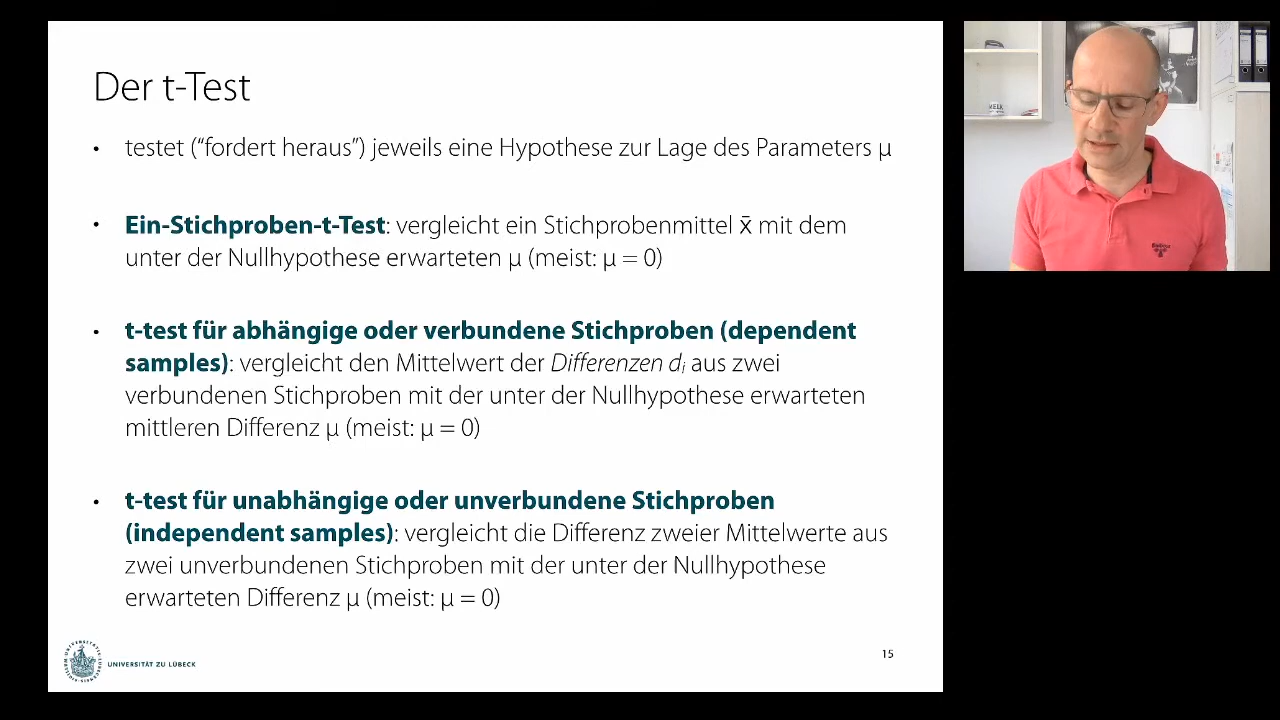 Der t-Test
• testet (“fordert heraus”) jeweils eine Hypothese zur Lage des Parameters μ
• Ein-Stichproben-t-Test: vergleicht ein Stichprobenmittel x̄ mit dem
unter der Nullhypothese erwarteten μ (meist: μ = 0)
• t-test für abhängige oder verbundene Stichproben (dependent
samples): vergleicht den Mittelwert der Differenzen dᵢ aus zwei
verbundenen Stichproben mit der unter der Nullhypothese erwarteten
mittleren Differenz μ (meist: μ = 0)
• t-test für unabhängige oder unverbundene Stichproben
(independent samples): vergleicht die Differenz zweier Mittelwerte aus
zwei unverbundenen Stichproben mit der unter der Nullhypothese
erwarteten Differenz μ (meist: μ = 0)
UNIVERSITÄT ZU LÜBECK
15